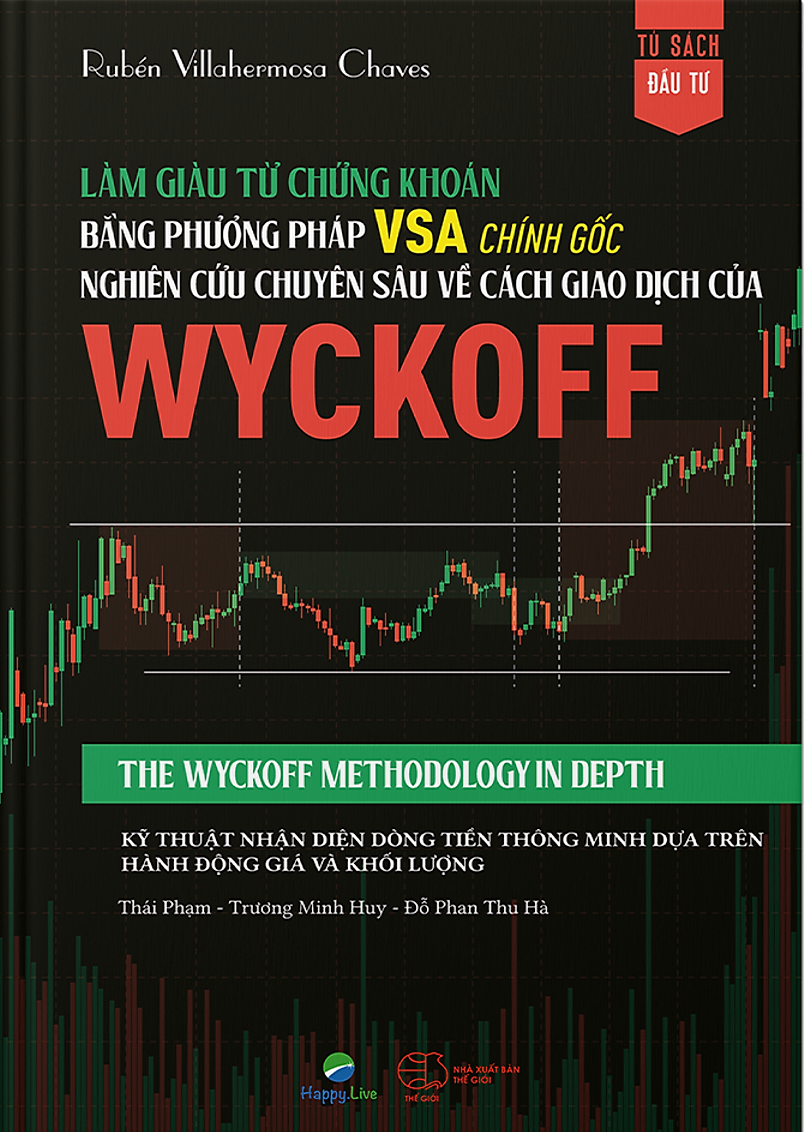 Rubén Villahermosa Chaves
TỦ SÁCH
ĐẦU TƯ
LÀM GIÀU TỪ CHỨNG KHOÁN
BẰNG PHƯƠNG PHÁP VSA CHÍNH GỐC
NGHIÊN CỨU CHUYÊN SÂU VỀ CÁCH GIAO DỊCH CỦA
WYCKOFF
THE WYCKOFF METHODOLOGY IN DEPTH
KỸ THUẬT NHẬN DIỆN DÒNG TIỀN THÔNG MINH DỰA TRÊN
HÀNH ĐỘNG GIÁ VÀ KHỐI LƯỢNG
Thái Phạm - Trương Minh Huy - Đỗ Phan Thu Hà
Happy.Live
THẾ GIỚI
NHÀ XUẤT BẢN
THẾ GIỚI